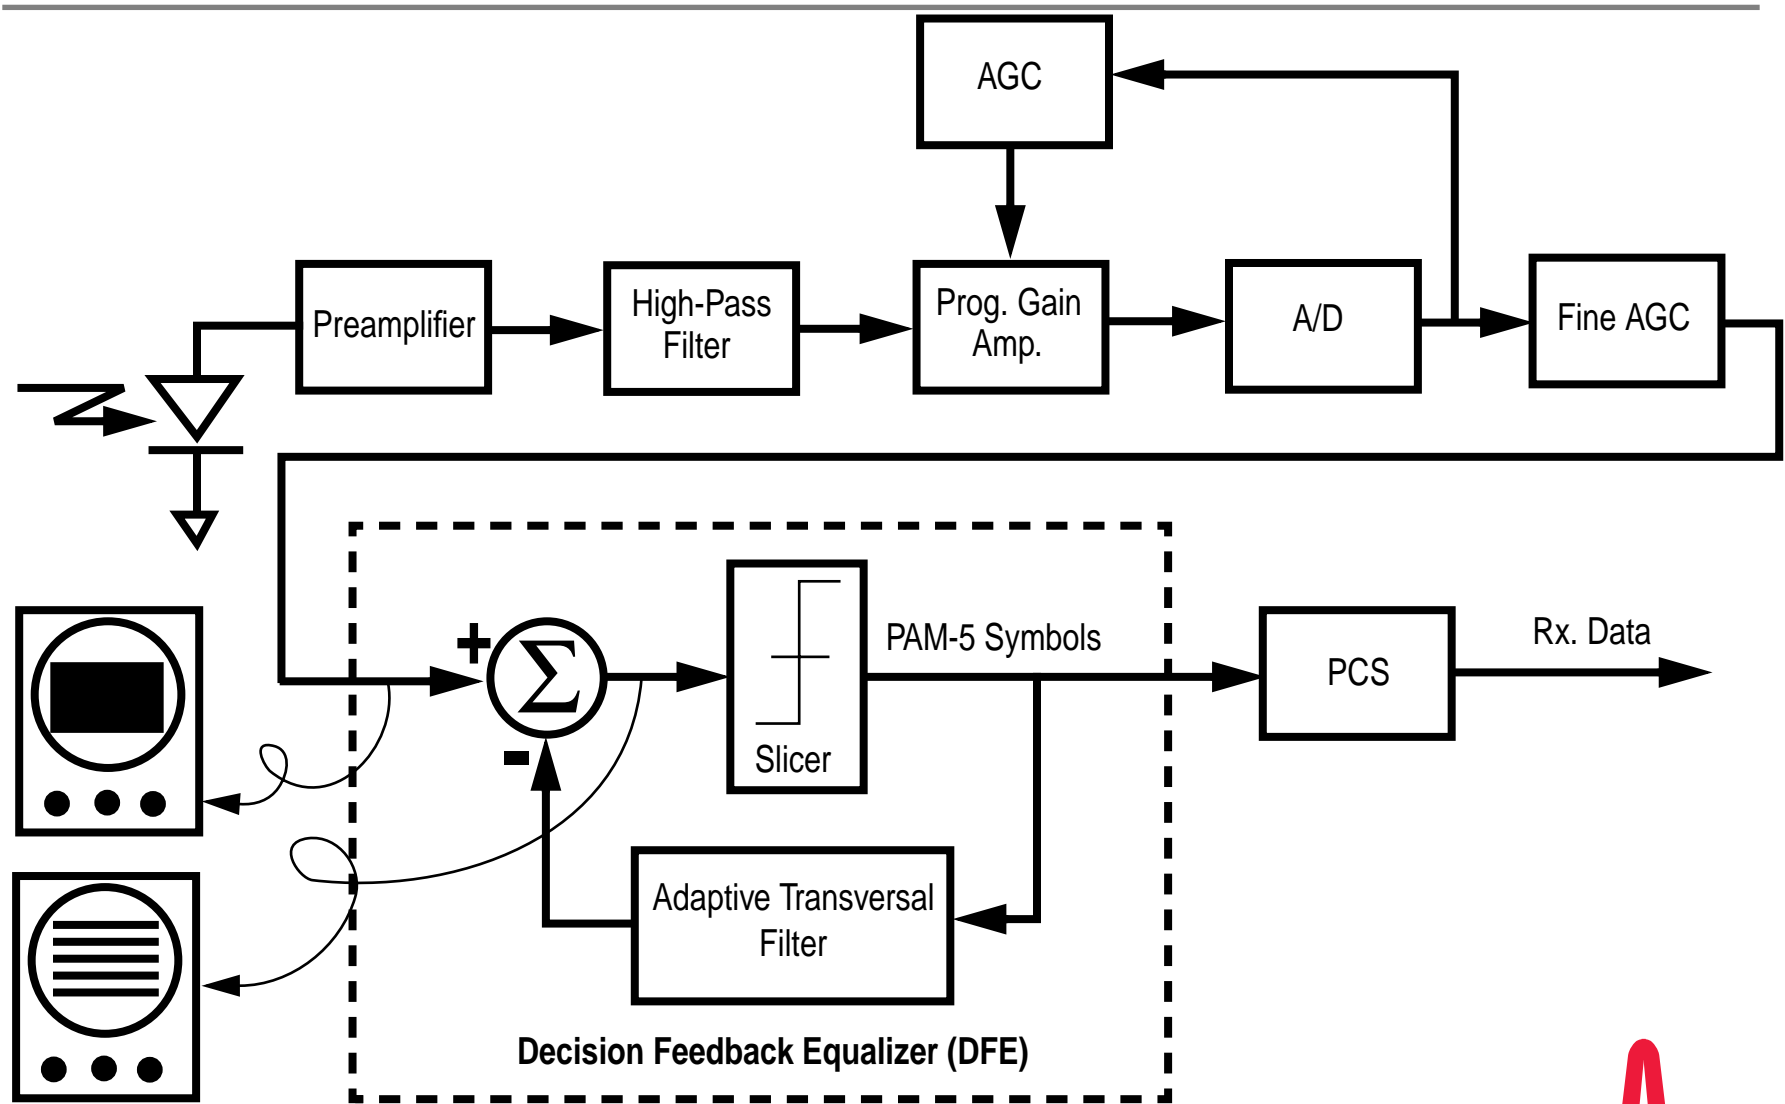 AGC
Preamplifier
High-Pass
Filter
Prog. Gain
Amp.
A/D
Fine AGC
+
Σ
-
Slicer
PAM-5 Symbols
PCS
Rx. Data
Adaptive Transversal
Filter
Decision Feedback Equalizer (DFE)